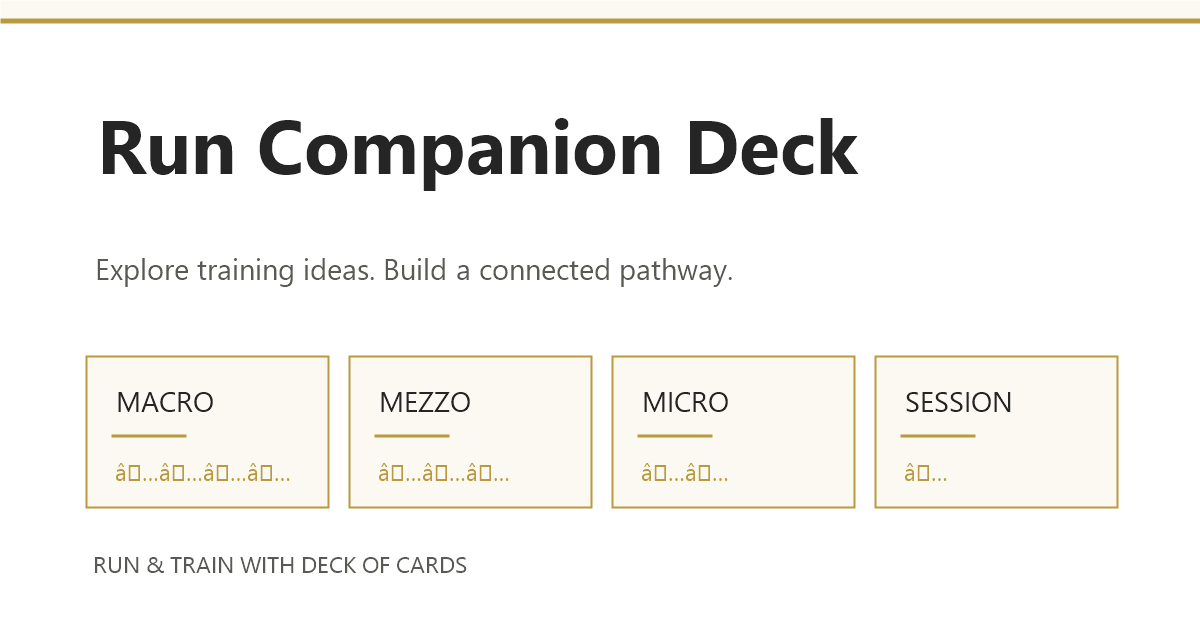 Run Companion Deck
Explore training ideas. Build a connected pathway.
MACRO
â□…â□…â□…â□…
MEZZO
â□…â□…â□…
MICRO
â□…â□…
SESSION
â□…
RUN & TRAIN WITH DECK OF CARDS